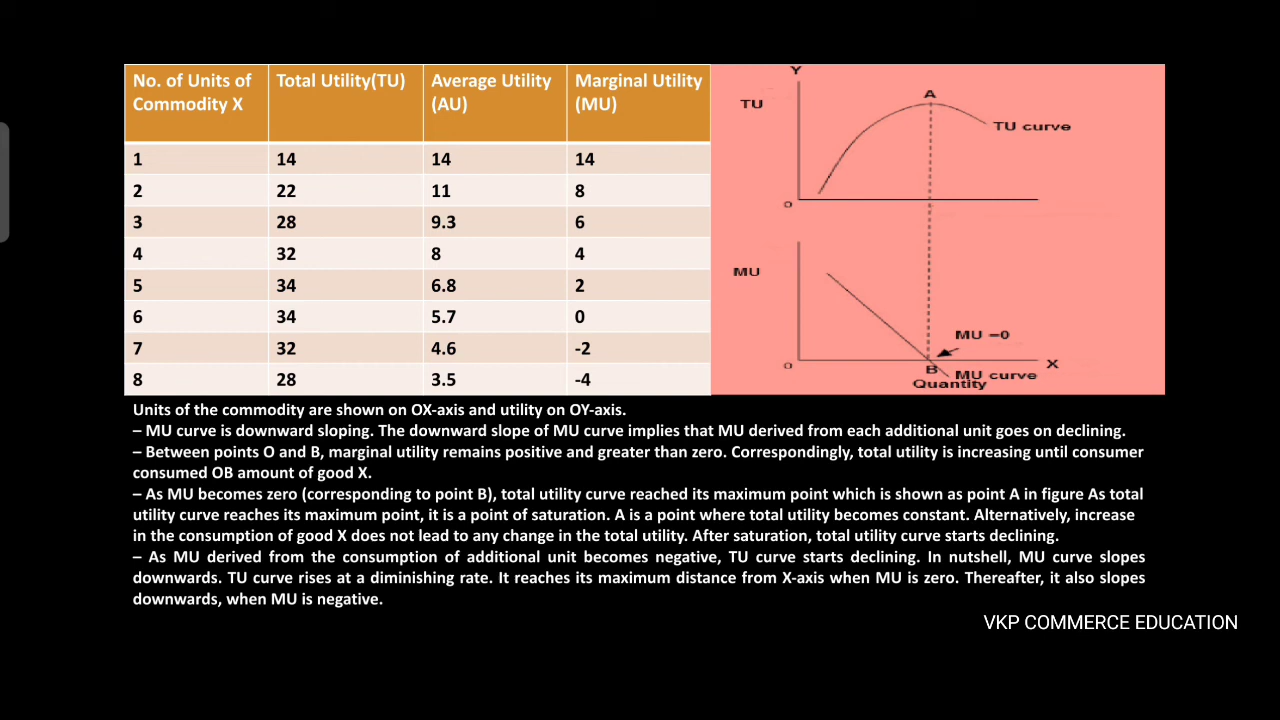 No. of Units of Commodity X Total Utility(TU) Average Utility (AU) Marginal Utility (MU)
1 14 14 14
2 22 11 8
3 28 9.3 6
4 32 8 4
5 34 6.8 2
6 34 5.7 0
7 32 4.6 -2
8 28 3.5 -4
Y
TU
A
TU curve
O
MU
MU =0
O
B
X
MU curve
Quantity
Units of the commodity are shown on OX-axis and utility on OY-axis.
– MU curve is downward sloping. The downward slope of MU curve implies that MU derived from each additional unit goes on declining.
– Between points O and B, marginal utility remains positive and greater than zero. Correspondingly, total utility is increasing until consumer
consumed OB amount of good X.
– As MU becomes zero (corresponding to point B), total utility curve reached its maximum point which is shown as point A in figure As total
utility curve reaches its maximum point, it is a point of saturation. A is a point where total utility becomes constant. Alternatively, increase
in the consumption of good X does not lead to any change in the total utility. After saturation, total utility curve starts declining.
– As MU derived from the consumption of additional unit becomes negative, TU curve starts declining. In nutshell, MU curve slopes
downwards. TU curve rises at a diminishing rate. It reaches its maximum distance from X-axis when MU is zero. Thereafter, it also slopes
downwards, when MU is negative.
VKP COMMERCE EDUCATION